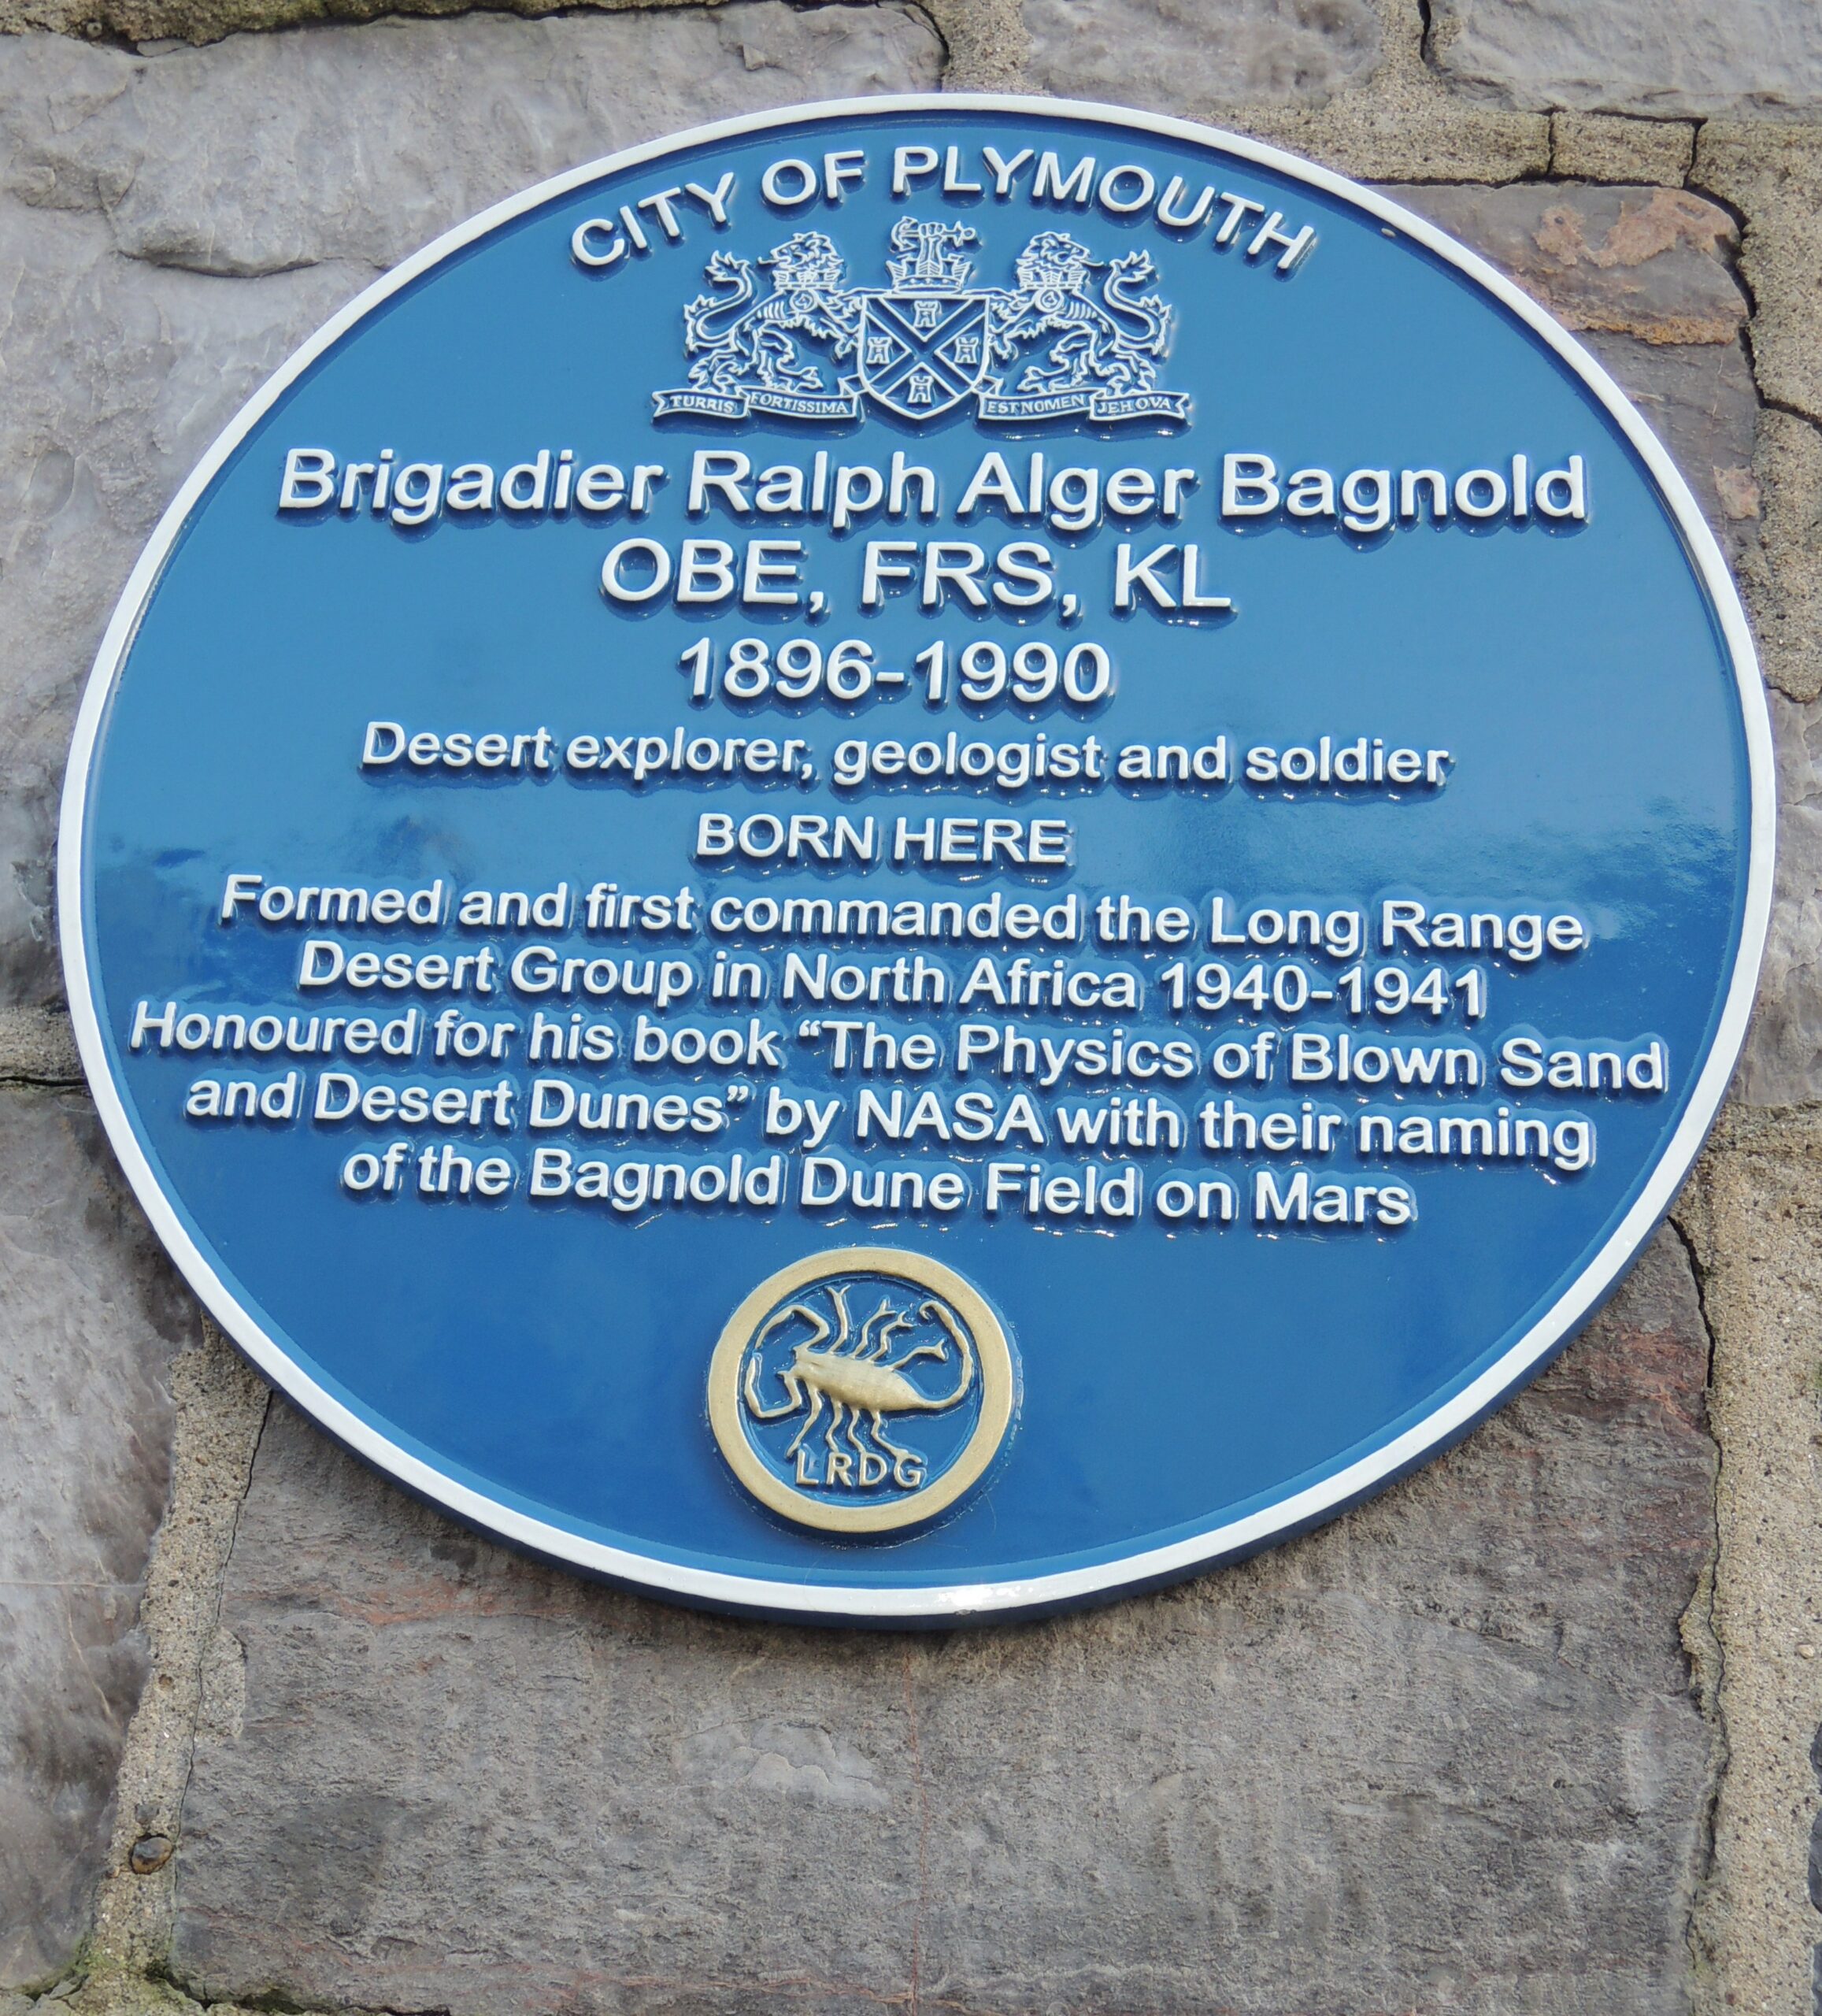 CITY OF PLYMOUTH
TURRIS FORTISSIMA EST NOMEN JEHOVA
Brigadier Ralph Alger Bagnold
OBE, FRS, KL
1896-1990
Desert explorer, geologist and soldier
BORN HERE
Formed and first commanded the Long Range
Desert Group in North Africa 1940-1941
Honoured for his book “The Physics of Blown Sand
and Desert Dunes” by NASA with their naming
of the Bagnold Dune Field on Mars
LRDG